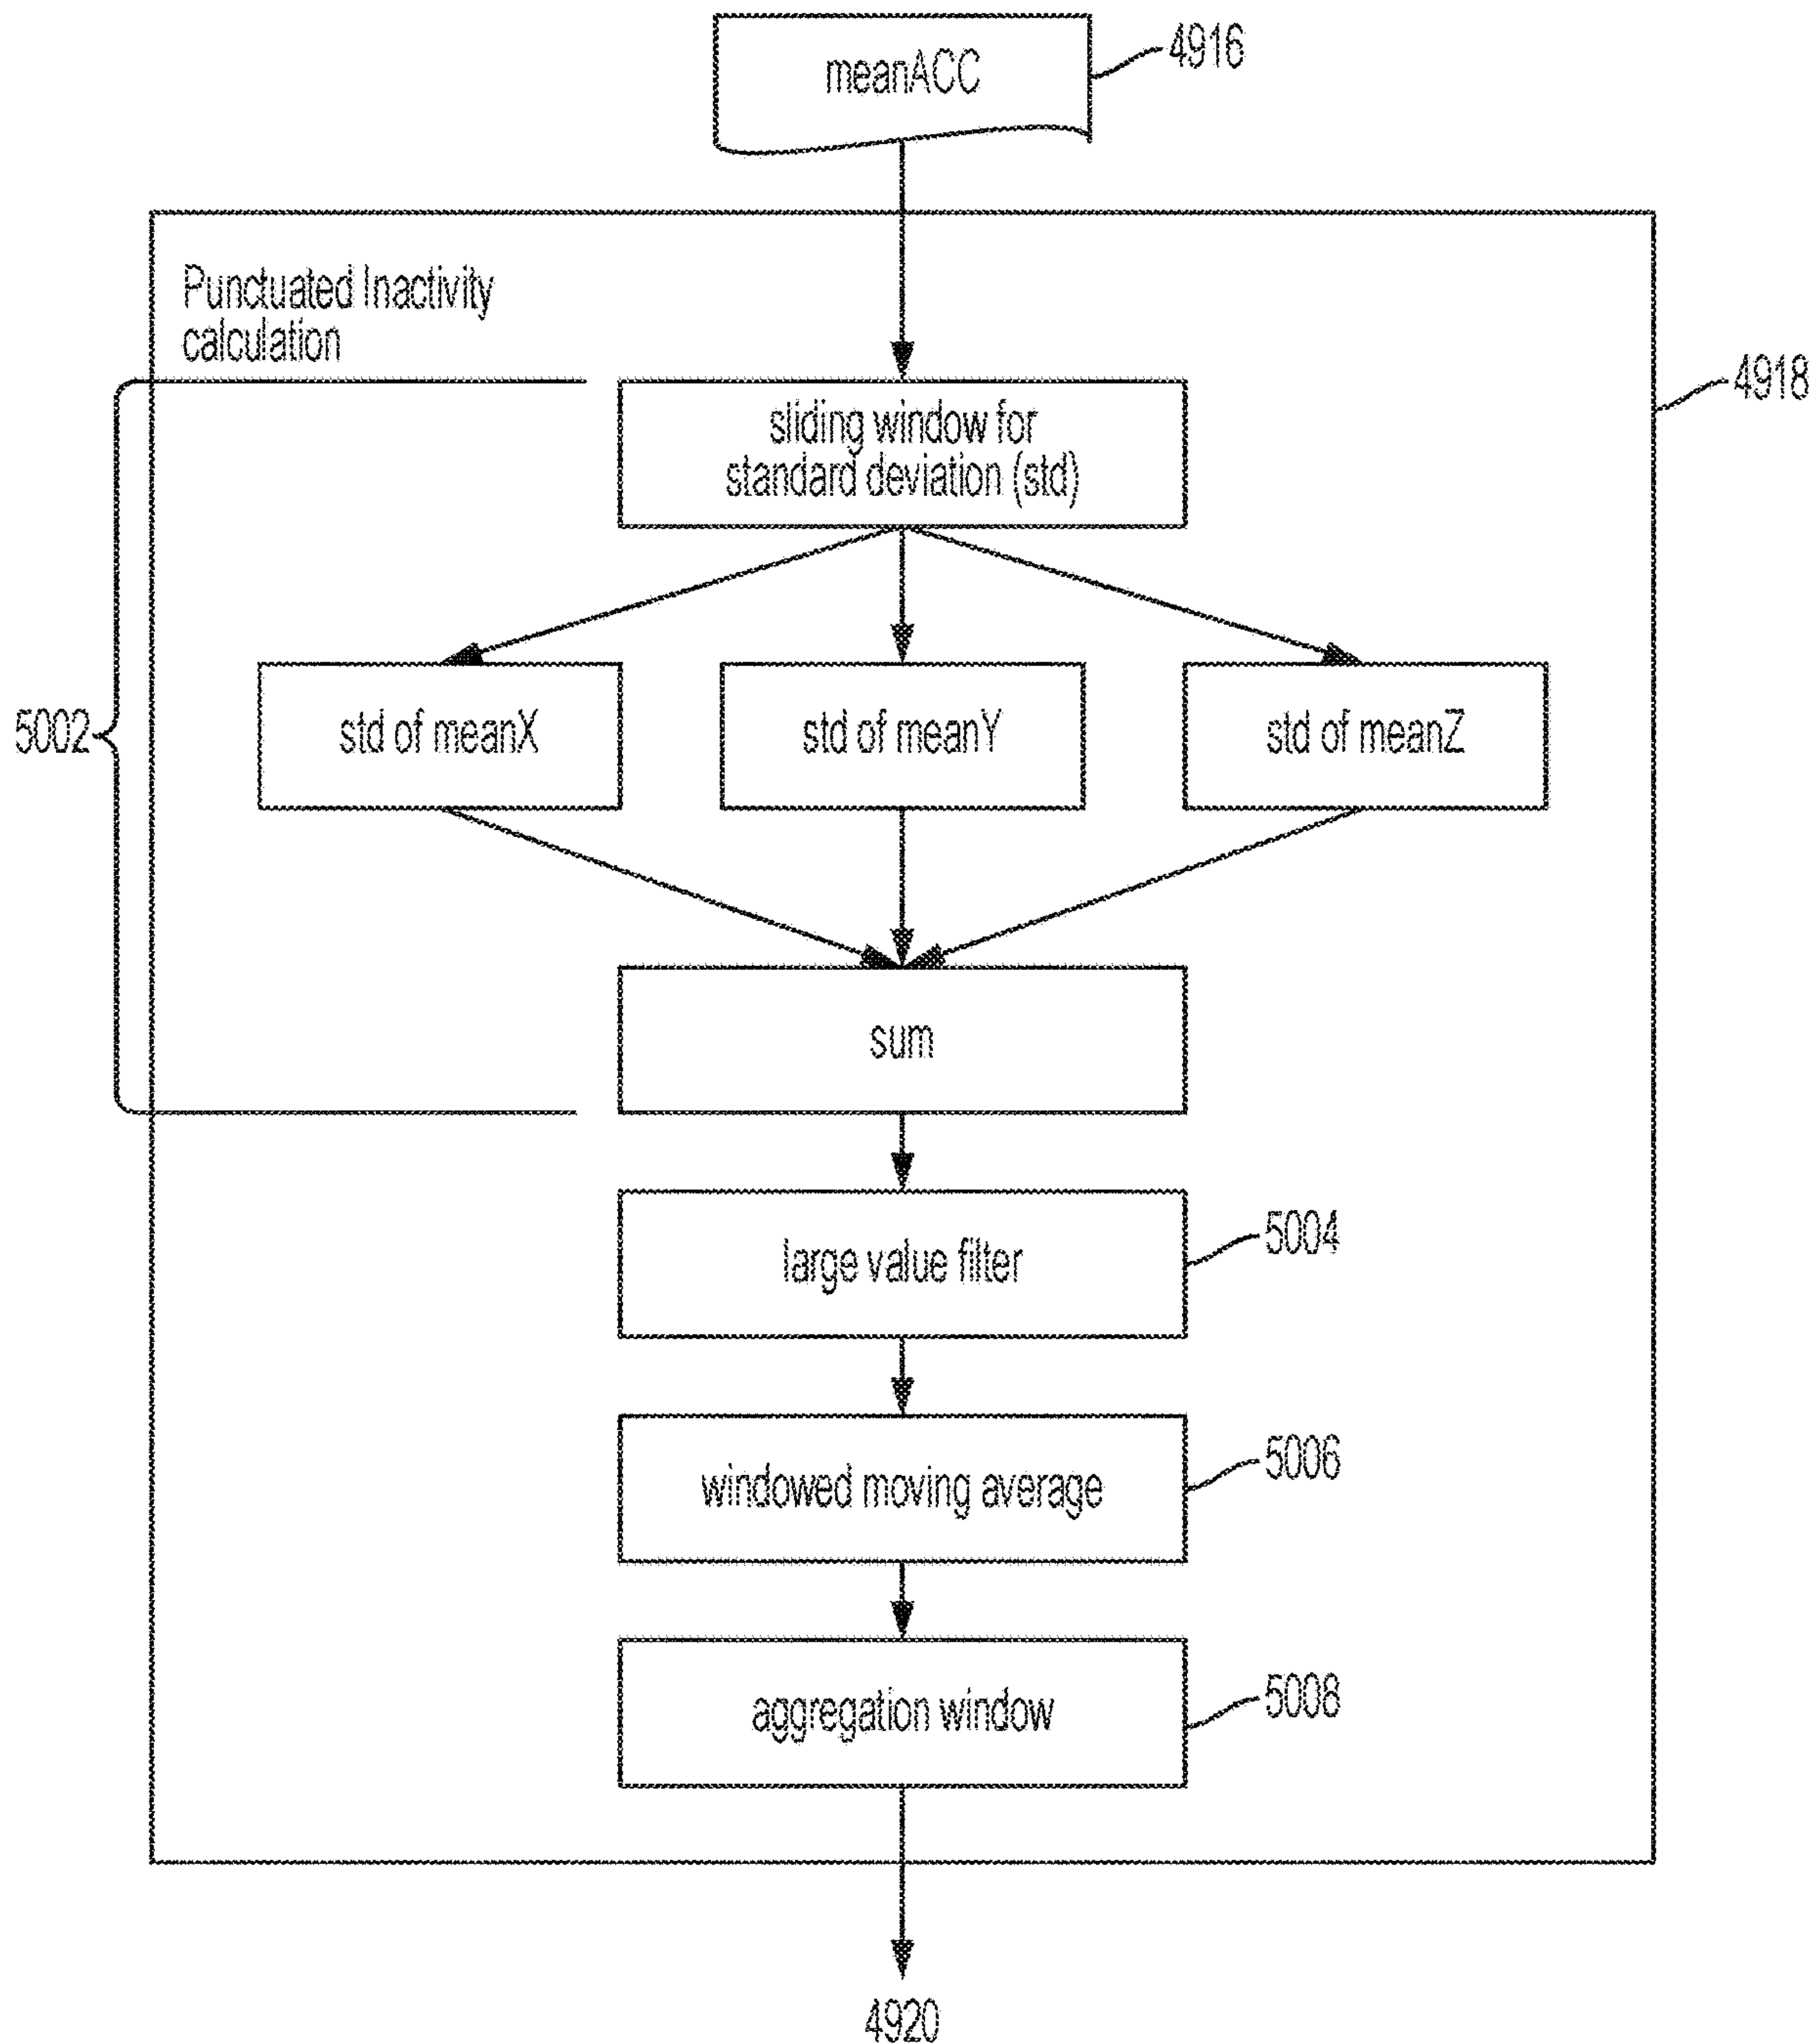 meanACC
4916
Punctuated Inactivity
calculation
4918
sliding window for
standard deviation (std)
5002
std of meanX
std of meanY
std of meanZ
sum
large value filter
5004
windowed moving average
5006
aggregation window
5008
4920